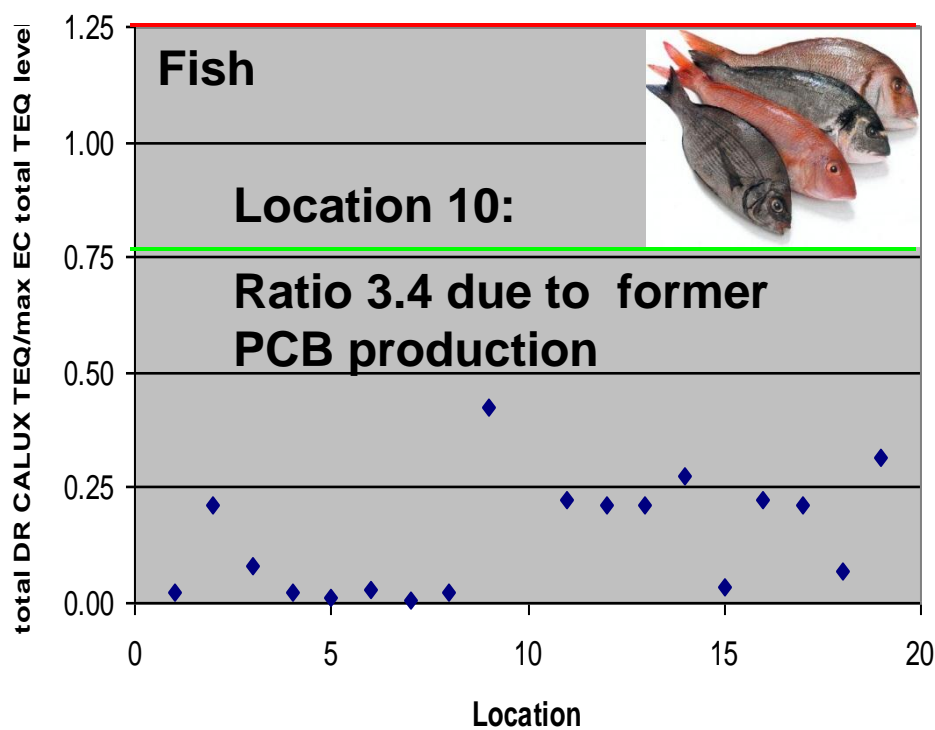 total DR CALUX TEQ/max EC total TEQ level
1.25
1.00
0.75
0.50
0.25
0.00
Fish
Location 10:
Ratio 3.4 due to former
PCB production
0
5
10
15
20
Location